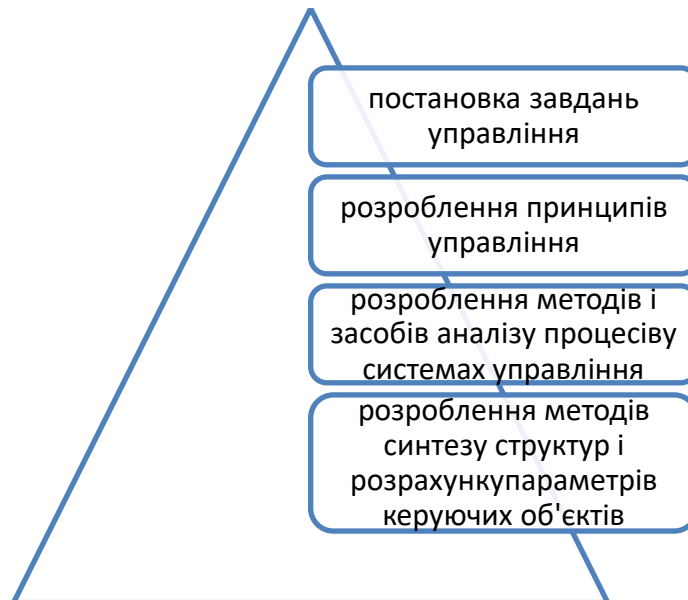 постановка завдань
управління
розроблення принципів
управління
розроблення методів і
засобів аналізу процесіву
системах управління
розроблення методів
синтезу структур і
розрахункупараметрів
керуючих об'єктів